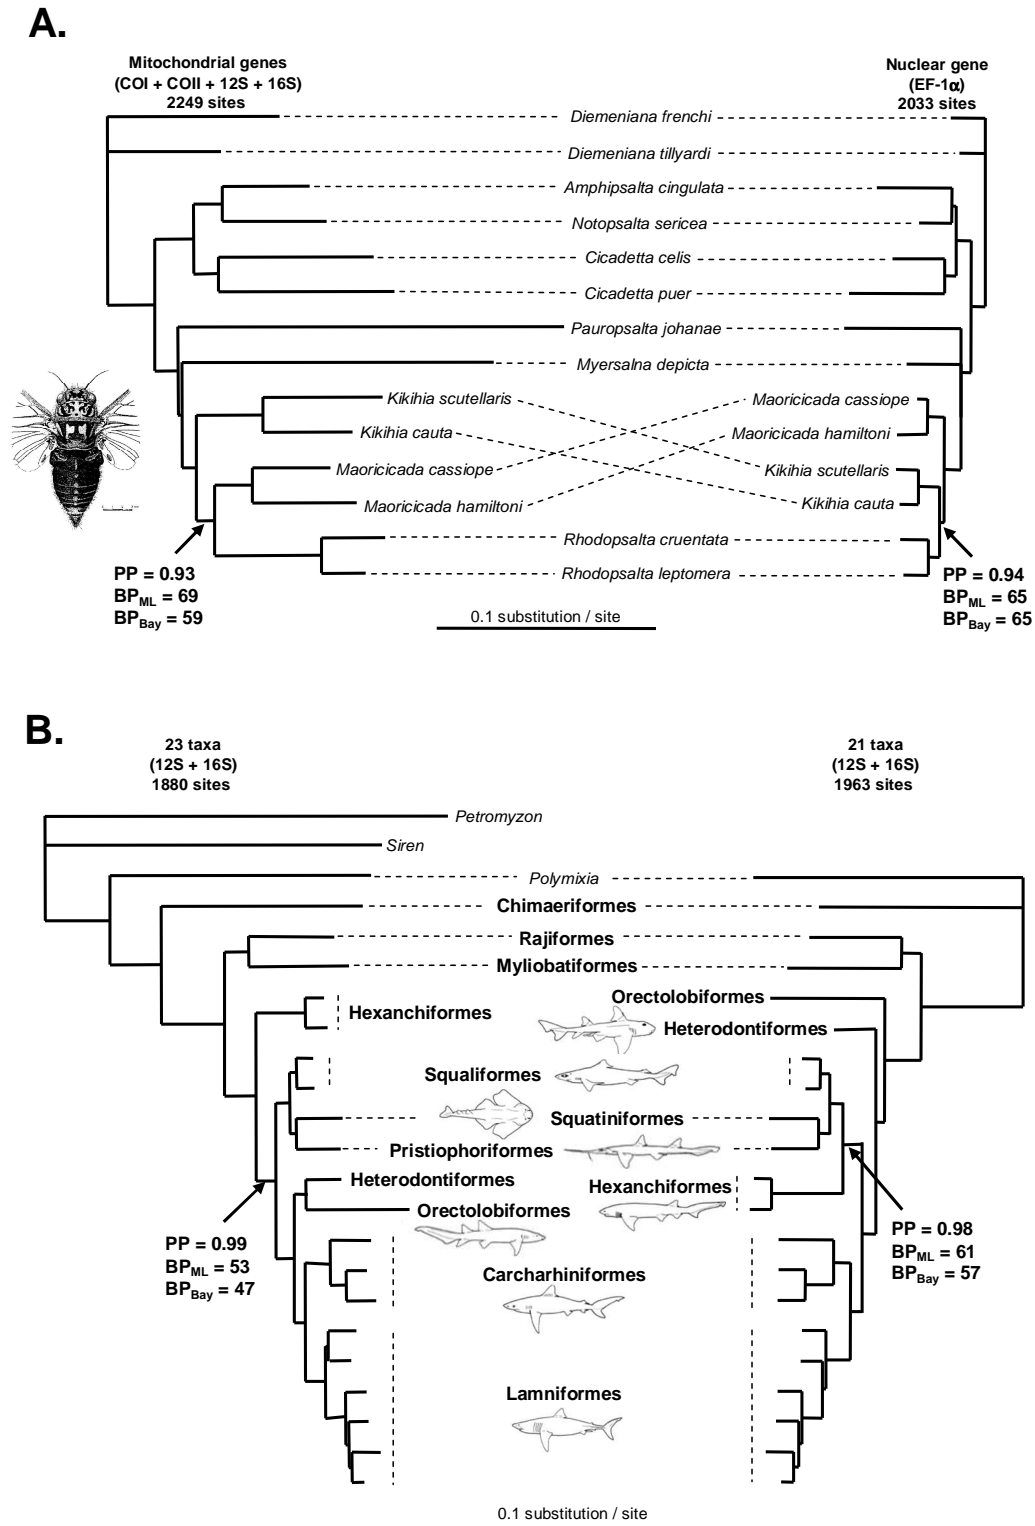 A.
Mitochondrial genes
(COI + COII + 12S + 16S)
2249 sites
Nuclear gene
(EF-1α)
2033 sites
Diemeniana frenchi
Diemeniana tillyardi
Amphipsalta cingulata
Notopsalta sericea
Cicadetta celis
Cicadetta puer
Pauropsalta johanae
Myersalna depicta
Kikihia scutellaris
Maoricicada cassiope
Kikihia cauta
Maoricicada hamiltoni
Maoricicada cassiope
Kikihia scutellaris
Maoricicada hamiltoni
Kikihia cauta
Rhodopsalta cruentata
Rhodopsalta leptomera
PP = 0.93
BPML = 69
BPBay = 59
PP = 0.94
BPML = 65
BPBay = 65
0.1 substitution / site
B.
23 taxa
(12S + 16S)
1880 sites
21 taxa
(12S + 16S)
1963 sites
Petromyzon
Siren
Polymixia
Chimaeriformes
Rajiformes
Myliobatiformes
Orectolobiformes
Hexanchiformes
Heterodontiformes
Squaliformes
Squatiniformes
Pristiophoriformes
Heterodontiformes
Hexanchiformes
Orectolobiformes
PP = 0.99
BPML = 53
BPBay = 47
PP = 0.98
BPML = 61
BPBay = 57
Carcharhiniformes
Lamniformes
0.1 substitution / site